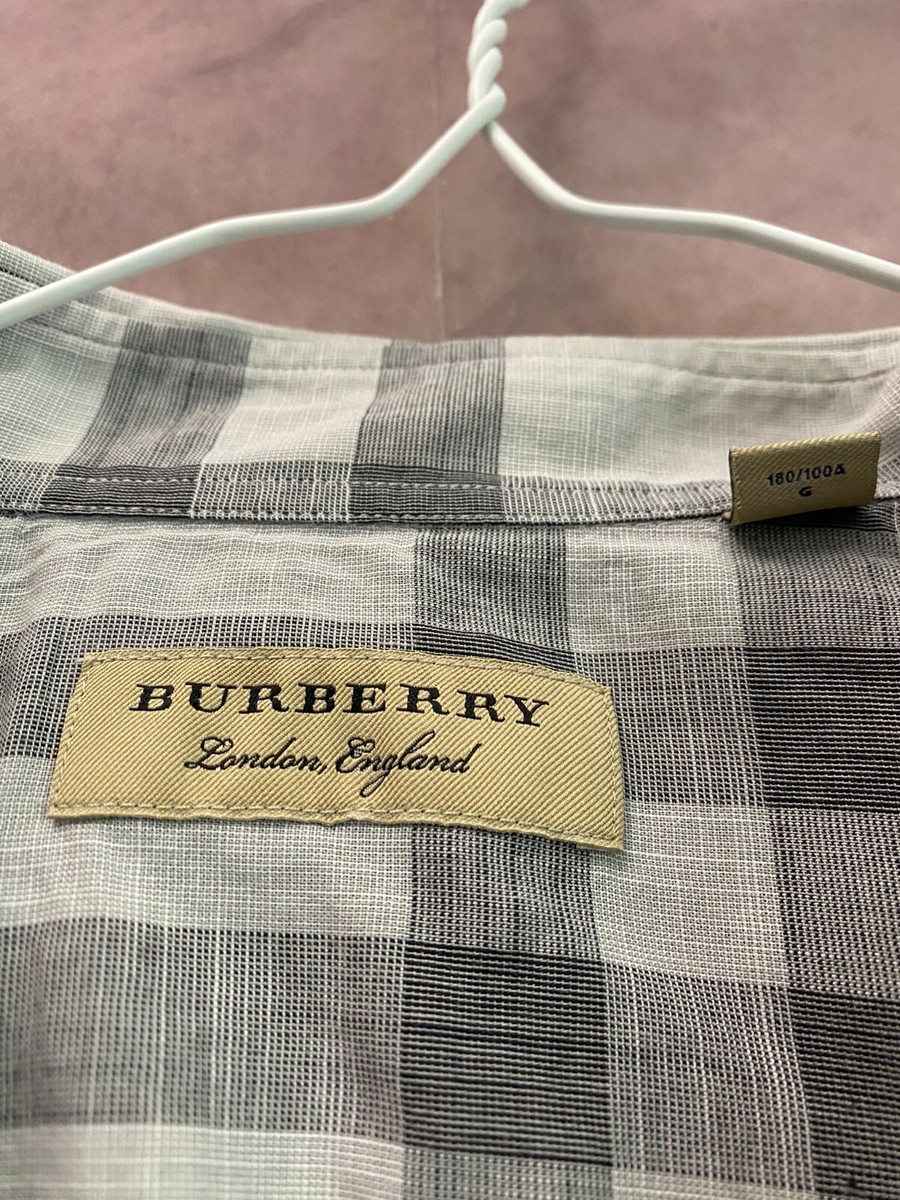 180/100A
G
BURBERRY
London, England